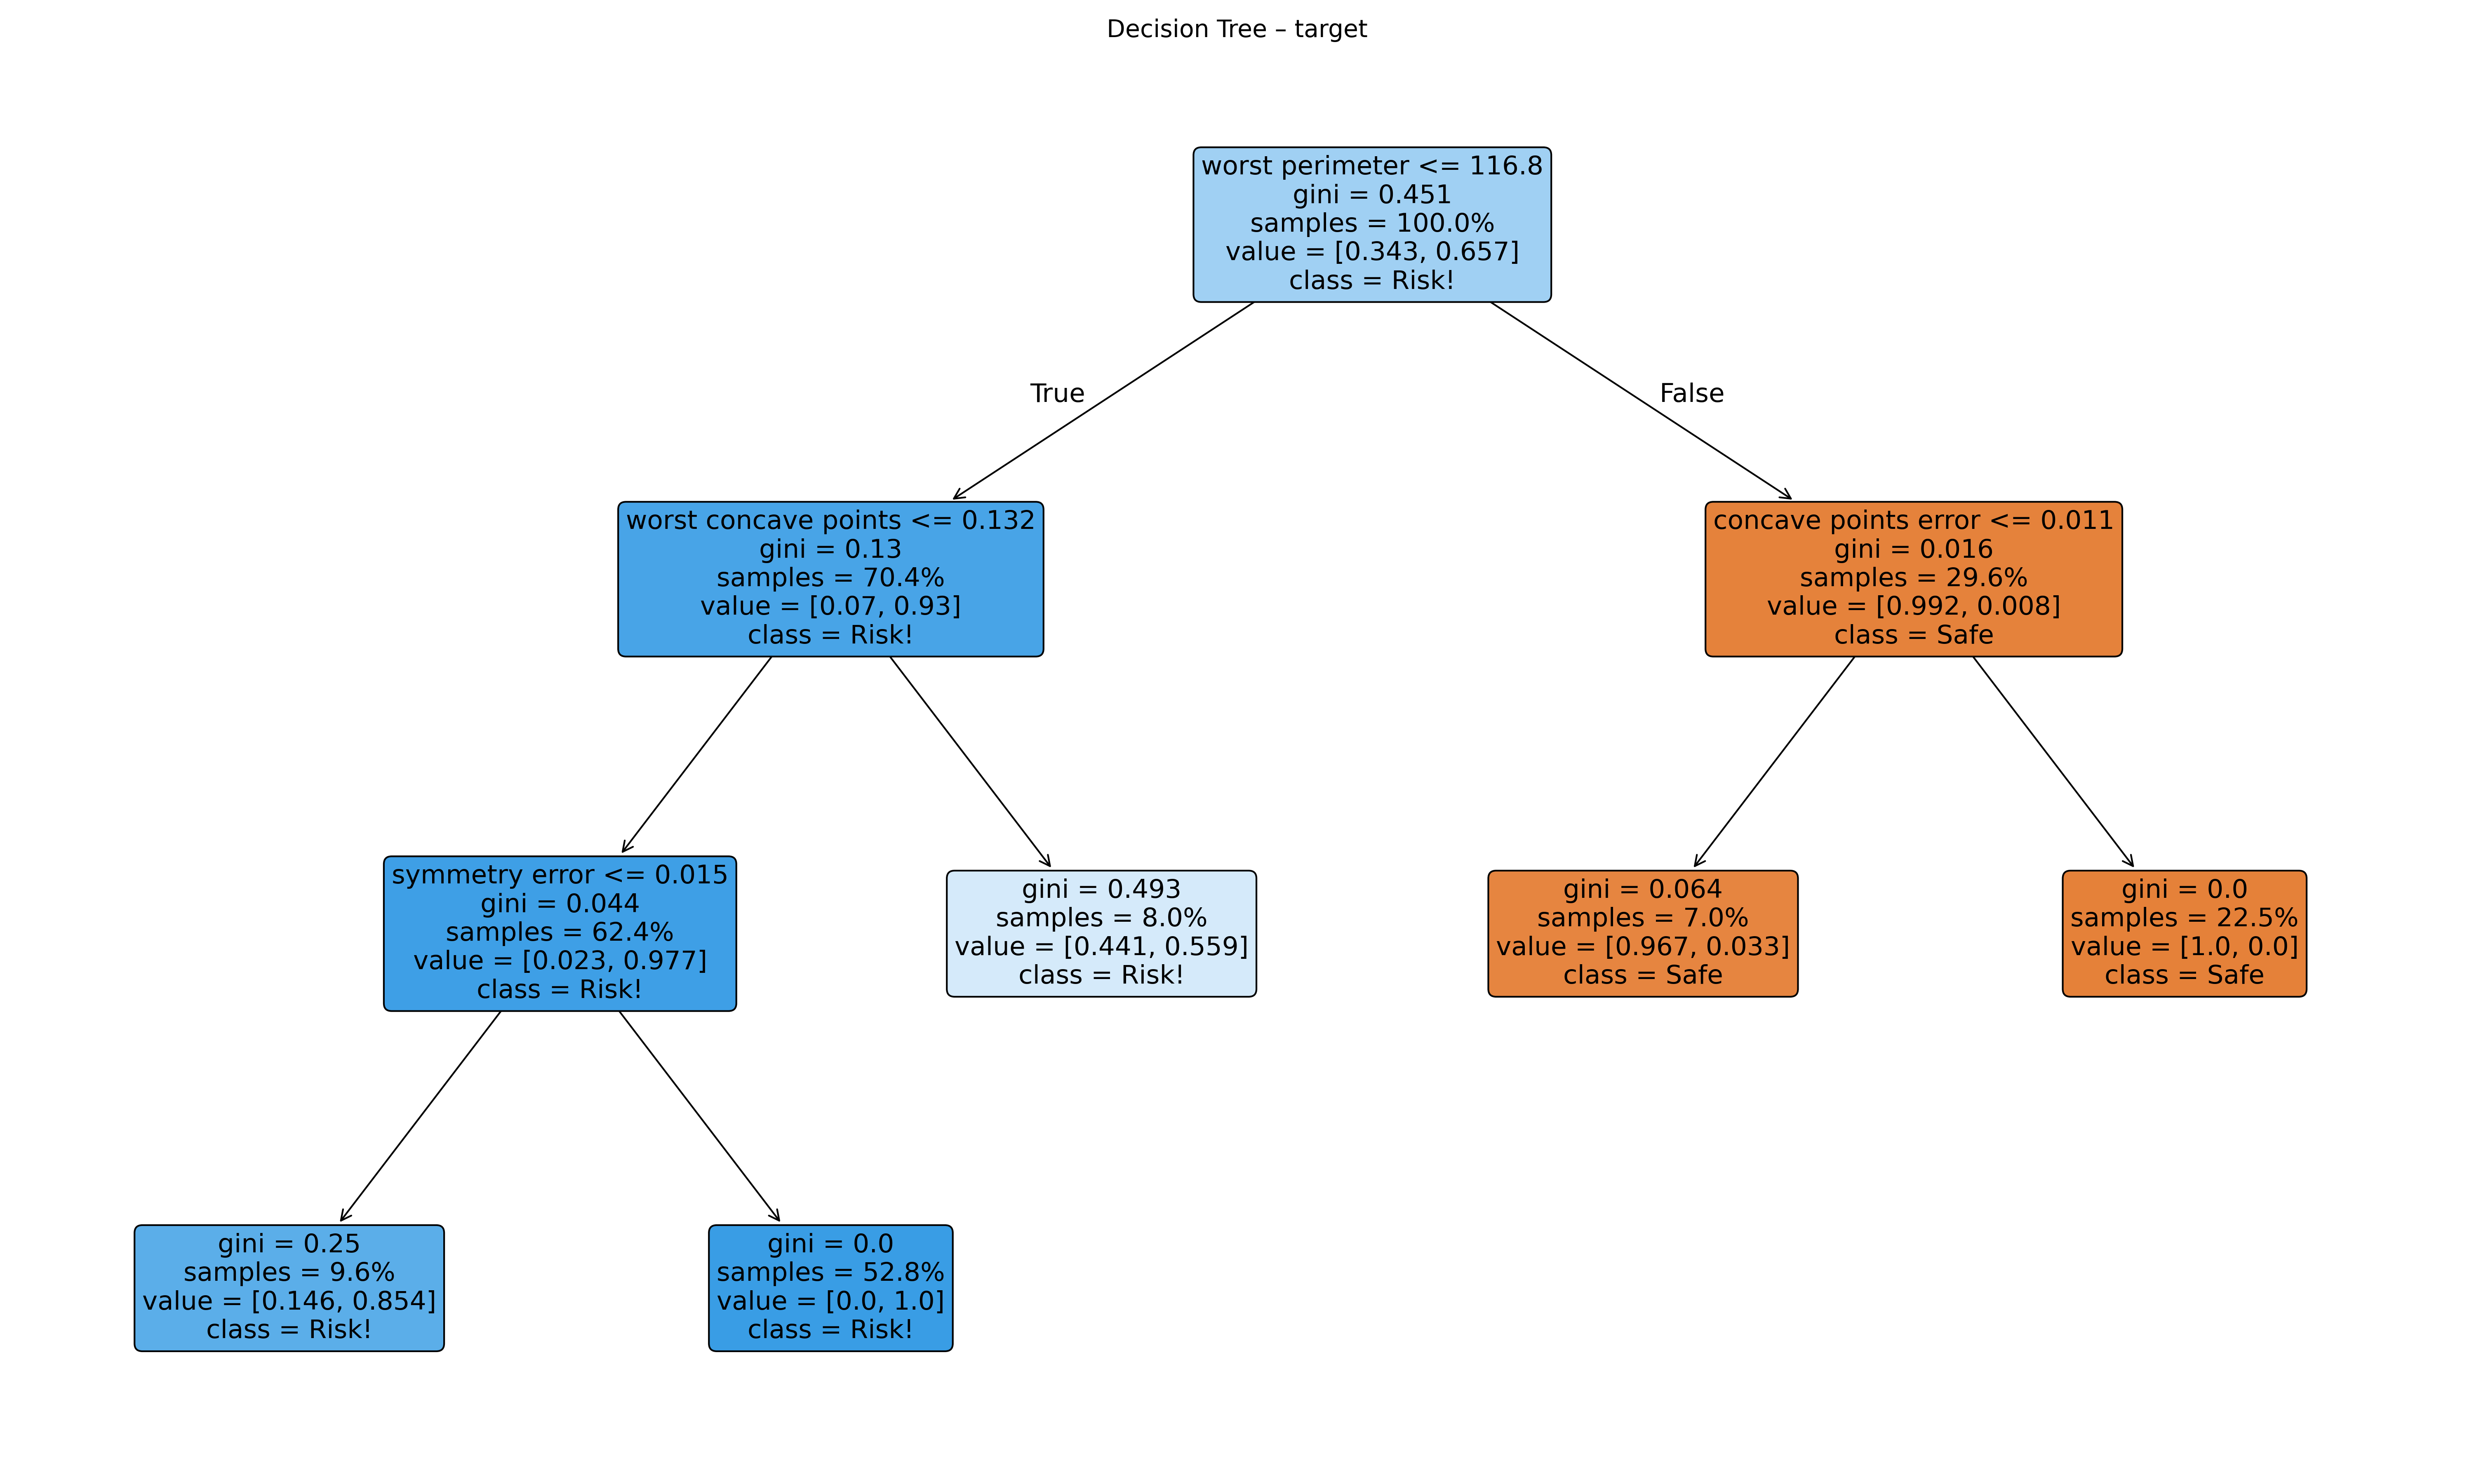 Decision Tree – target
worst perimeter <= 116.8
gini = 0.451
samples = 100.0%
value = [0.343, 0.657]
class = Risk!
True
False
worst concave points <= 0.132
gini = 0.13
samples = 70.4%
value = [0.07, 0.93]
class = Risk!
concave points error <= 0.011
gini = 0.016
samples = 29.6%
value = [0.992, 0.008]
class = Safe
symmetry error <= 0.015
gini = 0.044
samples = 62.4%
value = [0.023, 0.977]
class = Risk!
gini = 0.493
samples = 8.0%
value = [0.441, 0.559]
class = Risk!
gini = 0.064
samples = 7.0%
value = [0.967, 0.033]
class = Safe
gini = 0.0
samples = 22.5%
value = [1.0, 0.0]
class = Safe
gini = 0.25
samples = 9.6%
value = [0.146, 0.854]
class = Risk!
gini = 0.0
samples = 52.8%
value = [0.0, 1.0]
class = Risk!